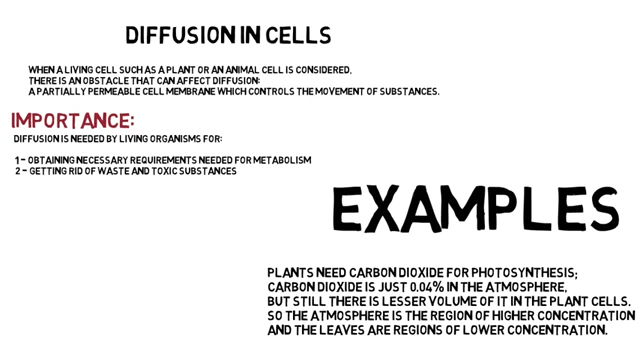 DIFFUSION IN CELLS
WHEN A LIVING CELL SUCH AS A PLANT OR AN ANIMAL CELL IS CONSIDERED,
THERE IS AN OBSTACLE THAT CAN AFFECT DIFFUSION:
A PARTIALLY PERMEABLE CELL MEMBRANE WHICH CONTROLS THE MOVEMENT OF SUBSTANCES.
IMPORTANCE:
DIFFUSION IS NEEDED BY LIVING ORGANISMS FOR:
1- OBTAINING NECESSARY REQUIREMENTS NEEDED FOR METABOLISM
2 - GETTING RID OF WASTE AND TOXIC SUBSTANCES
EXAMPLES
PLANTS NEED CARBON DIOXIDE FOR PHOTOSYNTHESIS;
CARBON DIOXIDE IS JUST 0.04% IN THE ATMOSPHERE,
BUT STILL THERE IS LESSER VOLUME OF IT IN THE PLANT CELLS.
SO THE ATMOSPHERE IS THE REGION OF HIGHER CONCENTRATION
AND THE LEAVES ARE REGIONS OF LOWER CONCENTRATION.